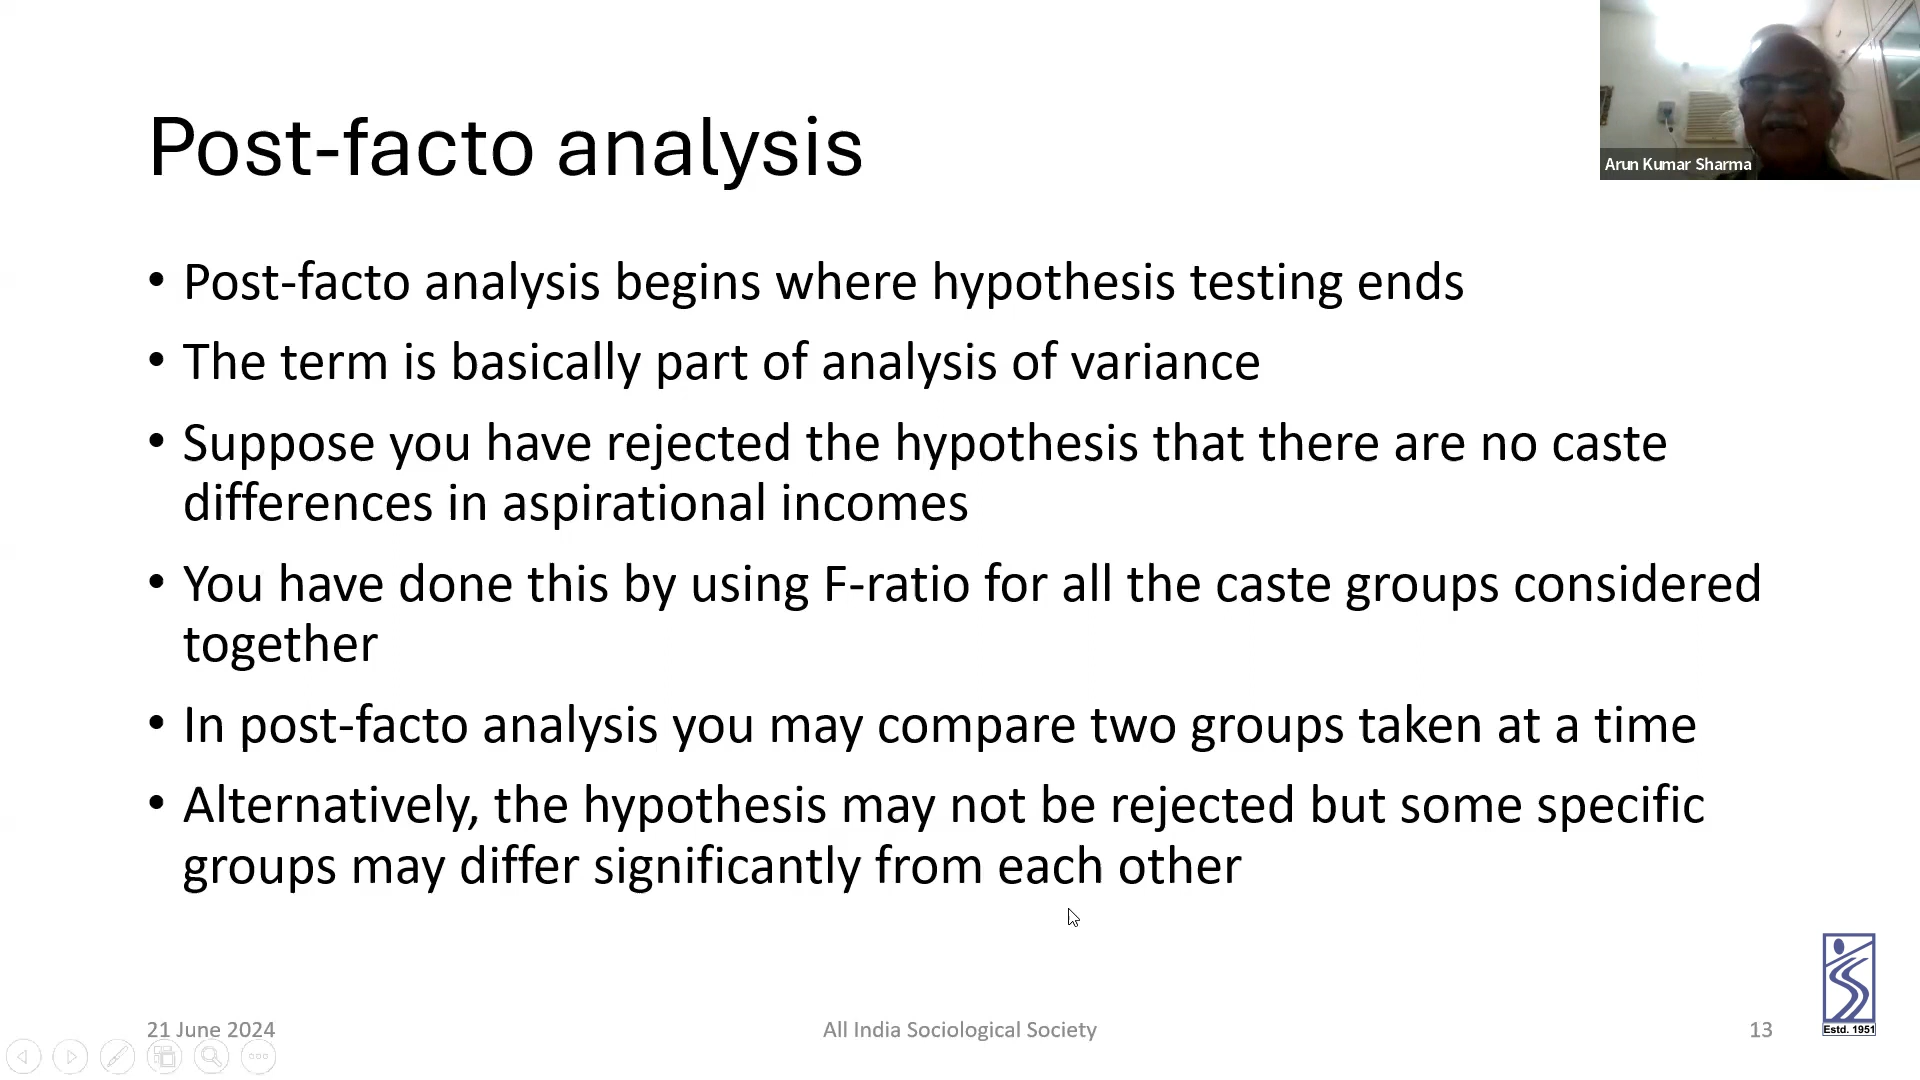 Arun Kumar Sharma
Post-facto analysis
• Post-facto analysis begins where hypothesis testing ends
• The term is basically part of analysis of variance
• Suppose you have rejected the hypothesis that there are no caste
differences in aspirational incomes
• You have done this by using F-ratio for all the caste groups considered
together
• In post-facto analysis you may compare two groups taken at a time
• Alternatively, the hypothesis may not be rejected but some specific
groups may differ significantly from each other
Estd. 1951
21 June 2024
All India Sociological Society
13